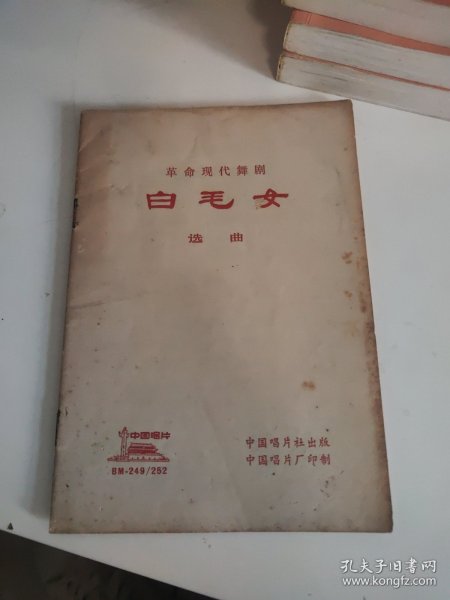 革命现代舞剧
白毛女
选曲
中国唱片
BM-249/252
中国唱片社出版
中国唱片厂印制
孔夫子旧书网
www.kongfz.com